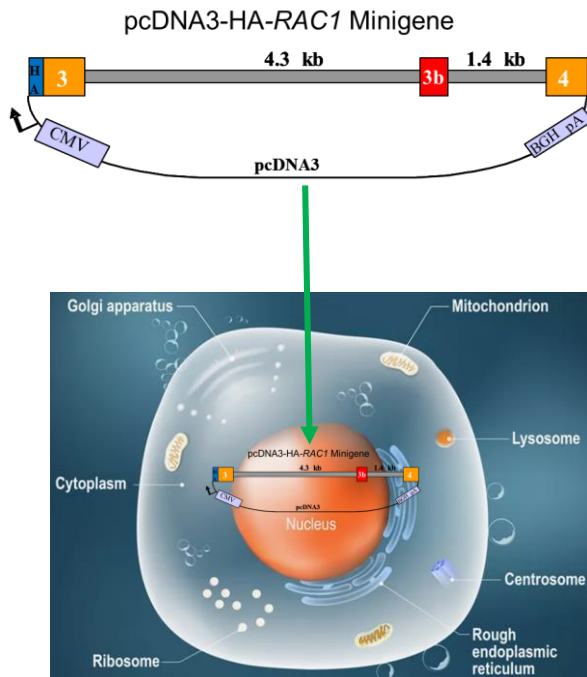 pcDNA3-HA-RAC1 Minigene
4.3 kb
1.4 kb
HA
3
3b
4
CMV
BGH pA
pcDNA3
Golgi apparatus
Mitochondrion
pcDNA3-HA-RAC1 Minigene
4.3 kb
1.4 kb
3
3b
4
Lysosome
Cytoplasm
CMV
pcDNA3
BGH pA
Nucleus
Centrosome
Ribosome
Rough
endoplasmic
reticulum